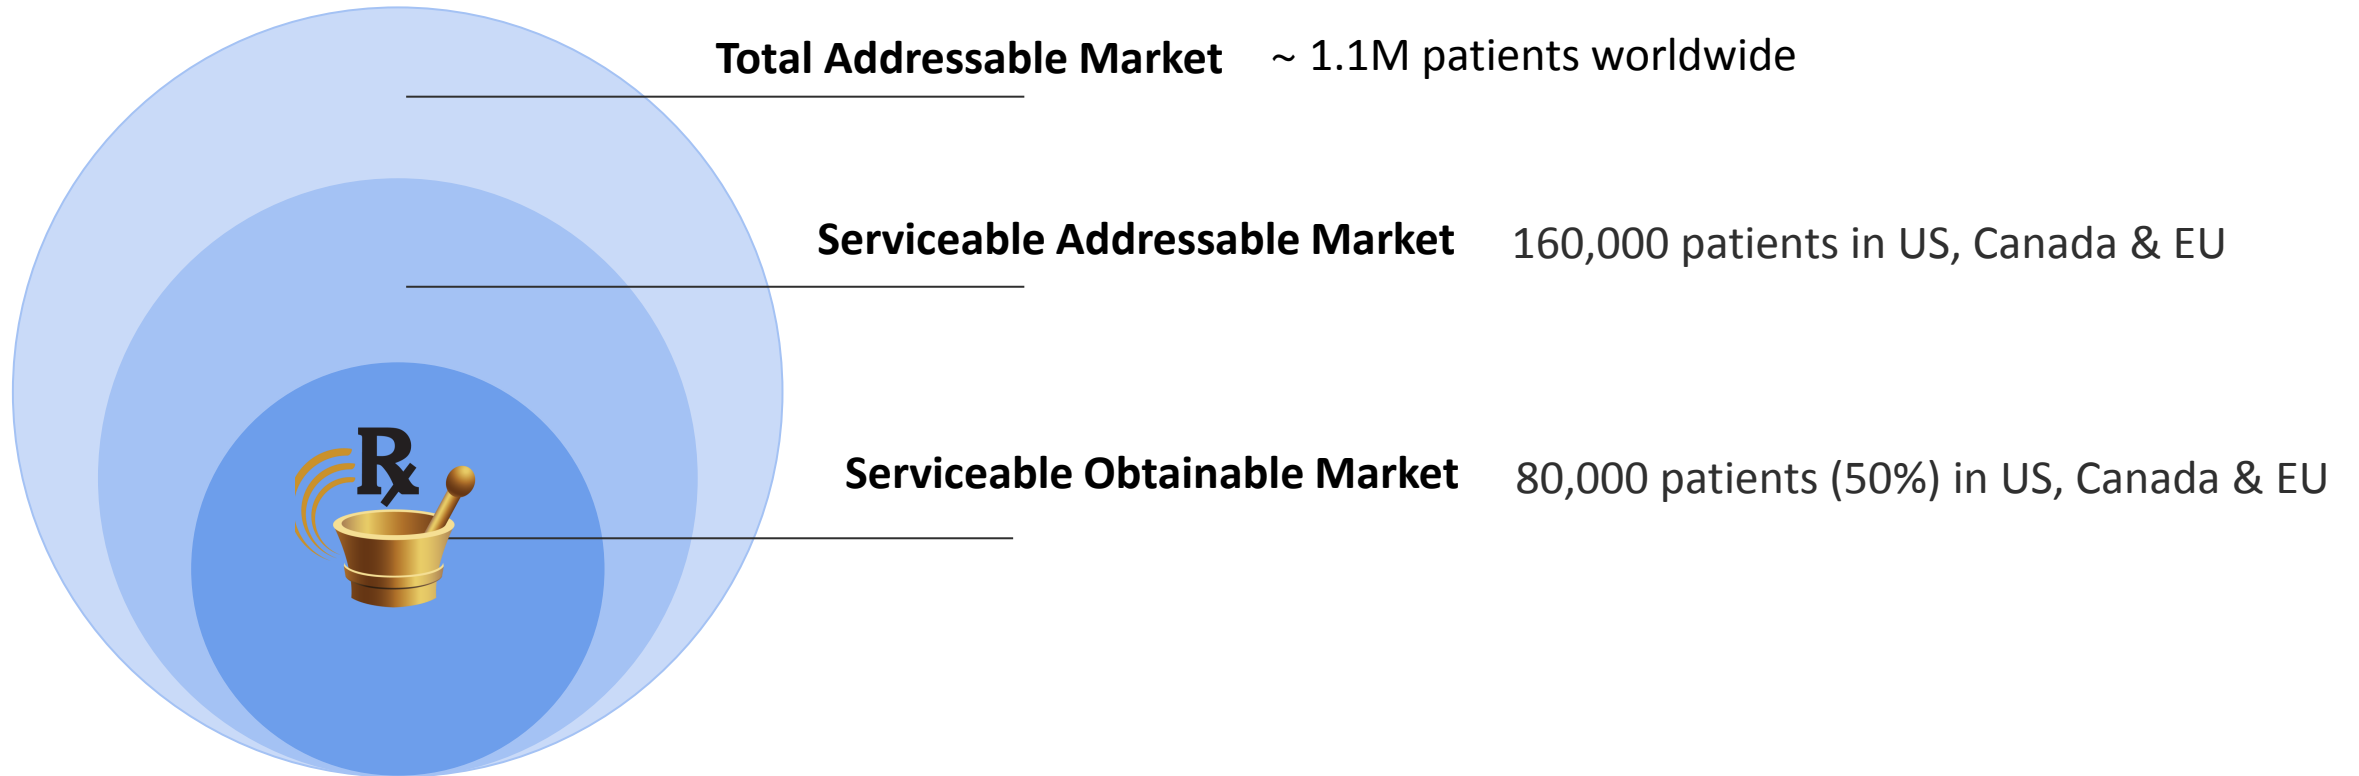 Total Addressable Market ~ 1.1M patients worldwide
Serviceable Addressable Market 160,000 patients in US, Canada & EU
℞
Serviceable Obtainable Market 80,000 patients (50%) in US, Canada & EU